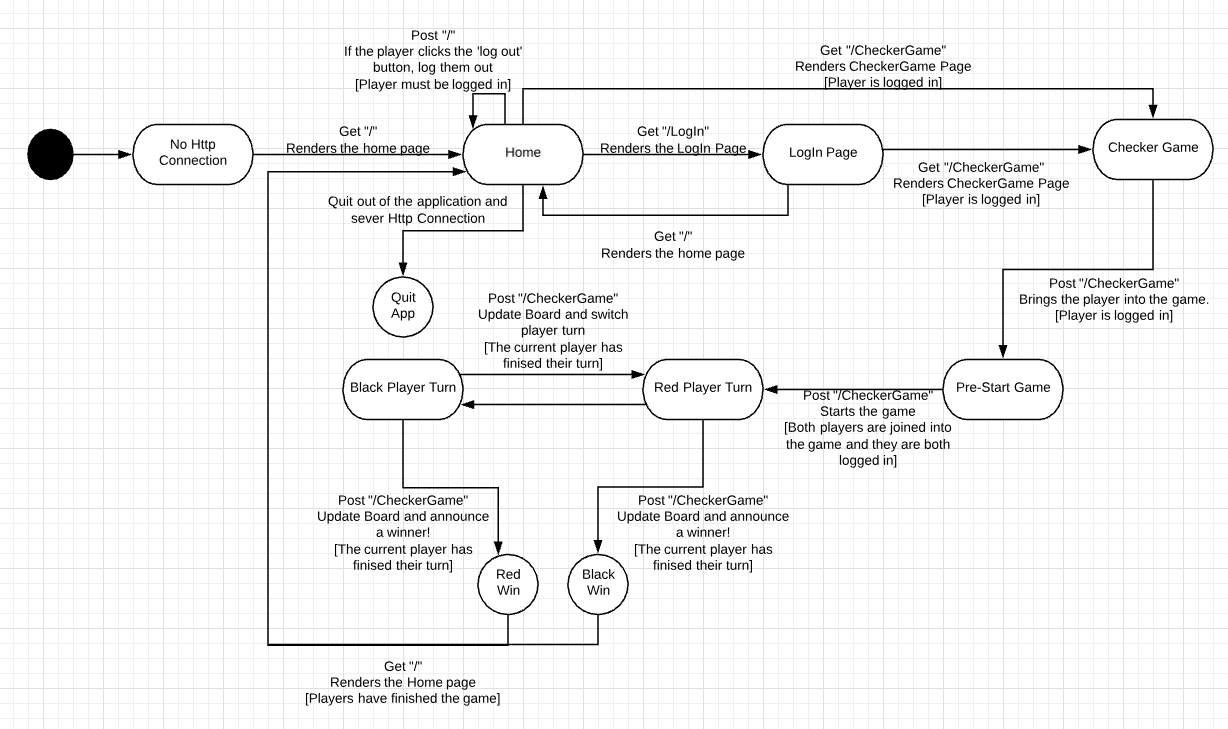 Post "/"
If the player clicks the 'log out'
button, log them out
[Player must be logged in]
Get "/CheckerGame"
Renders CheckerGame Page
[Player is logged in]
No Http
Connection
Get "/"
Renders the home page
Home
Get "/LogIn"
Renders the LogIn Page
LogIn Page
Checker Game
Get "/CheckerGame"
Renders CheckerGame Page
[Player is logged in]
Quit out of the application and
sever Http Connection
Get "/"
Renders the home page
Quit
App
Post "/CheckerGame"
Brings the player into the game.
[Player is logged in]
Post "/CheckerGame"
Update Board and switch
player turn
[The current player has
finised their turn]
Black Player Turn
Red Player Turn
Pre-Start Game
Post "/CheckerGame"
Starts the game
[Both players are joined into
the game and they are both
logged in]
Post "/CheckerGame"
Update Board and announce
a winner!
[The current player has
finised their turn]
Post "/CheckerGame"
Update Board and announce
a winner!
[The current player has
finised their turn]
Red
Win
Black
Win
Get "/"
Renders the Home page
[Players have finished the game]